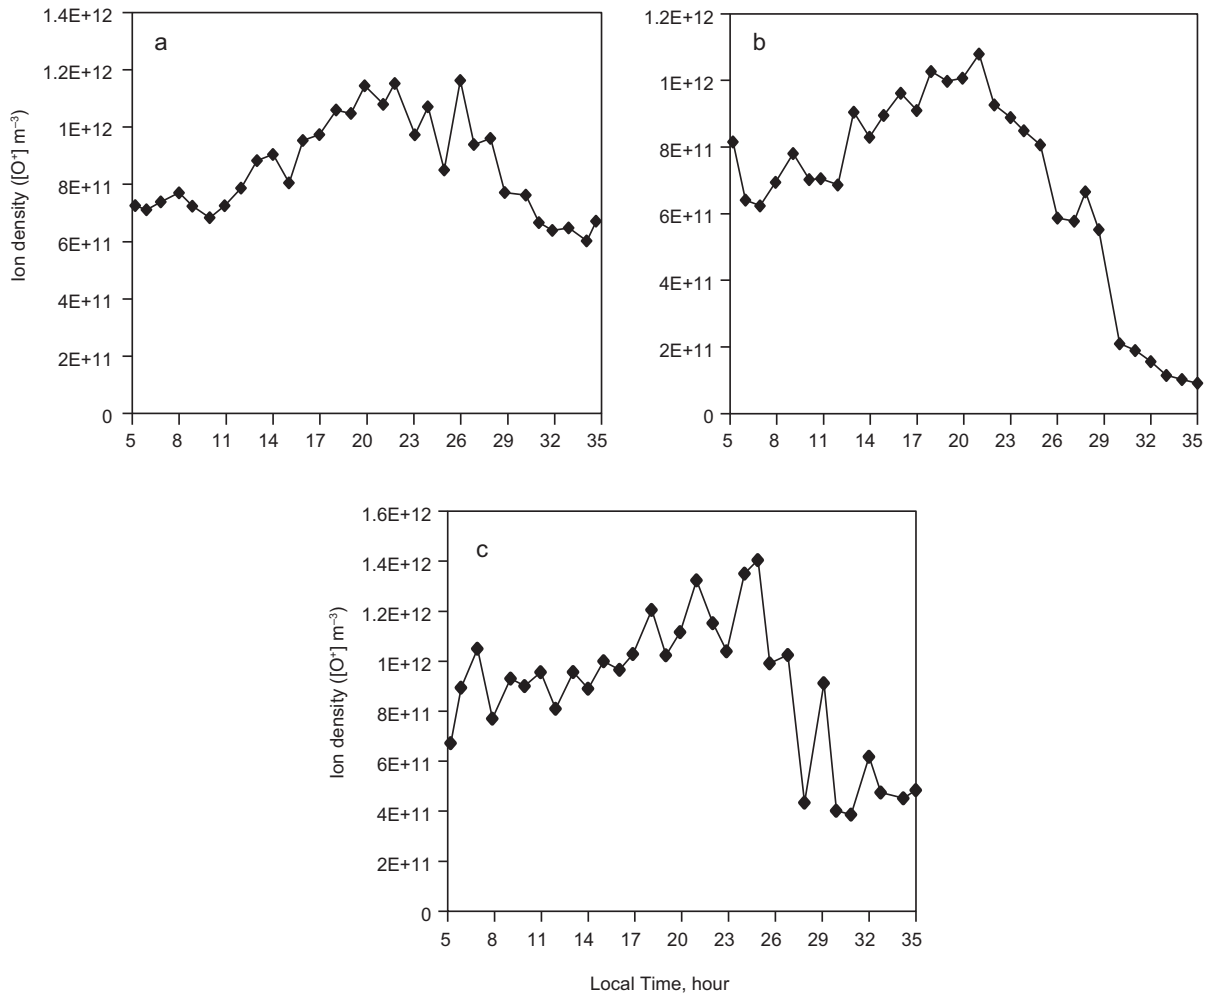 a
1.4E+12
1.2E+12
1E+12
8E+11
6E+11
4E+11
2E+11
0
Ion density ([O⁺] m⁻³)
5 8 11 14 17 20 23 26 29 32 35
b
1.2E+12
1E+12
8E+11
6E+11
4E+11
2E+11
0
5 8 11 14 17 20 23 26 29 32 35
c
1.6E+12
1.4E+12
1.2E+12
1E+12
8E+11
6E+11
4E+11
2E+11
0
Ion density ([O⁺] m⁻³)
5 8 11 14 17 20 23 26 29 32 35
Local Time, hour